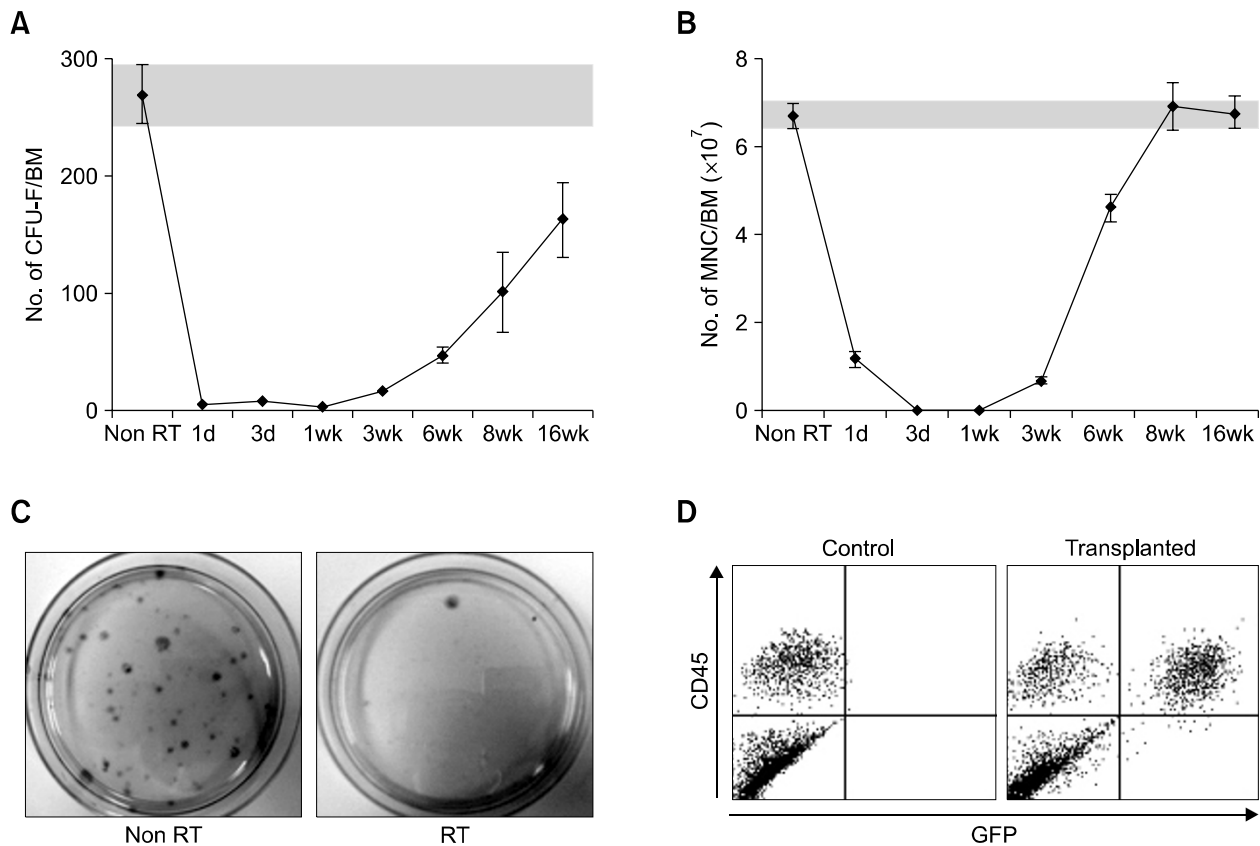 A
No. of CFU-F/BM
300
200
100
0
Non RT 1d 3d 1wk 3wk 6wk 8wk 16wk
B
No. of MNC/BM (×10⁷)
8
6
4
2
0
Non RT 1d 3d 1wk 3wk 6wk 8wk 16wk
C
Non RT
RT
D
Control
Transplanted
CD45
GFP